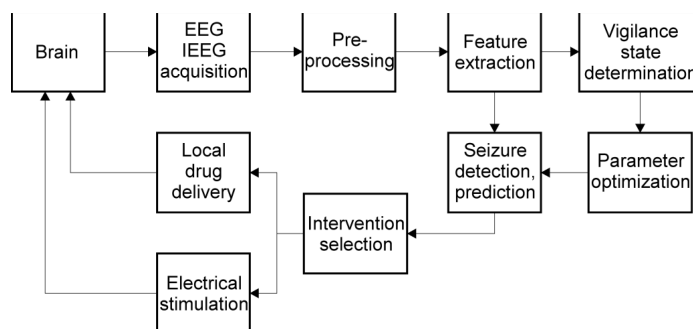 Brain
EEG
IEEG
acquisition
Pre-
processing
Feature
extraction
Vigilance
state
determination
Local
drug
delivery
Seizure
detection,
prediction
Parameter
optimization
Intervention
selection
Electrical
stimulation